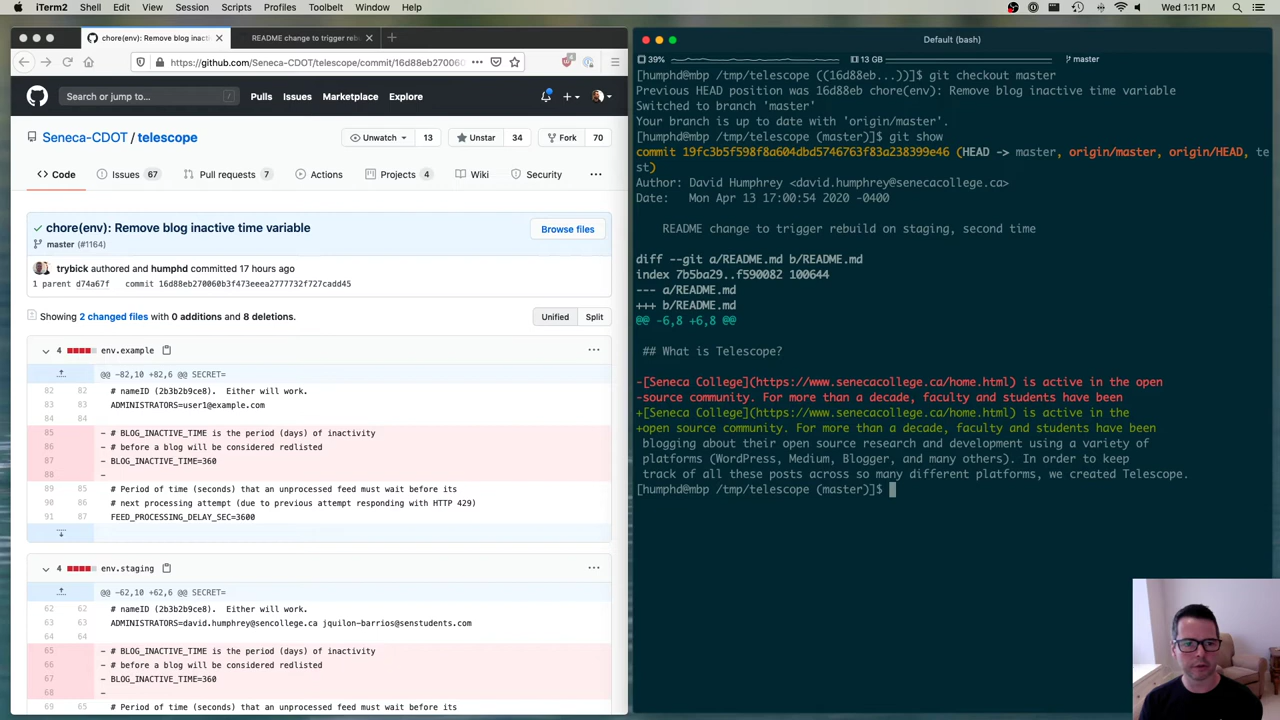 iTerm2 Shell Edit View Session Scripts Profiles Toolbelt Window Help
Wed 1:11 PM
chore(env): Remove blog inacti
README change to trigger rebu
https://github.com/Seneca-CDOT/telescope/commit/16d88eb270060
Search or jump to...
/
Pulls Issues Marketplace Explore
Seneca-CDOT / telescope
Unwatch 13
Unstar 34
Fork 70
Code
Issues 67
Pull requests 7
Actions
Projects 4
Wiki
Security
chore(env): Remove blog inactive time variable
Browse files
master (#1164)
trybick authored and humphd committed 17 hours ago
1 parent d74a67f commit 16d88eb270060b3f473eeea2777732f727cadd45
Showing 2 changed files with 0 additions and 8 deletions.
Unified Split
4 env.example
@@ -82,10 +82,6 @@ SECRET=
82 82 # nameID (2b3b2b9ce8). Either will work.
83 83 ADMINISTRATORS=user1@example.com
84 84
85 - # BLOG_INACTIVE_TIME is the period (days) of inactivity
86 - # before a blog will be considered redlisted
87 - BLOG_INACTIVE_TIME=360
88 -
89 85 # Period of time (seconds) that an unprocessed feed must wait before its
90 86 # next processing attempt (due to previous attempt responding with HTTP 429)
91 87 FEED_PROCESSING_DELAY_SEC=3600
4 env.staging
@@ -62,10 +62,6 @@ SECRET=
62 62 # nameID (2b3b2b9ce8). Either will work.
63 63 ADMINISTRATORS=david.humphrey@sencollege.ca jquilon-barrios@senstudents.com
64 64
65 - # BLOG_INACTIVE_TIME is the period (days) of inactivity
66 - # before a blog will be considered redlisted
67 - BLOG_INACTIVE_TIME=360
68 -
69 65 # Period of time (seconds) that an unprocessed feed must wait before its
Default (bash)
39% 13 GB master
[humphd@mbp /tmp/telescope ((16d88eb...))]$ git checkout master
Previous HEAD position was 16d88eb chore(env): Remove blog inactive time variable
Switched to branch 'master'
Your branch is up to date with 'origin/master'.
[humphd@mbp /tmp/telescope (master)]$ git show
commit 19fc3b5f598f8a604dbd5746763f83a238399e46 (HEAD -> master, origin/master, origin/HEAD, te
st)
Author: David Humphrey <david.humphrey@senecacollege.ca>
Date: Mon Apr 13 17:00:54 2020 -0400
README change to trigger rebuild on staging, second time
diff --git a/README.md b/README.md
index 7b5ba29..f590082 100644
--- a/README.md
+++ b/README.md
@@ -6,8 +6,8 @@
## What is Telescope?
-[Seneca College](https://www.senecacollege.ca/home.html) is active in the open
-source community. For more than a decade, faculty and students have been
+[Seneca College](https://www.senecacollege.ca/home.html) is active in the
+open source community. For more than a decade, faculty and students have been
blogging about their open source research and development using a variety of
platforms (WordPress, Medium, Blogger, and many others). In order to keep
track of all these posts across so many different platforms, we created Telescope.
[humphd@mbp /tmp/telescope (master)]$